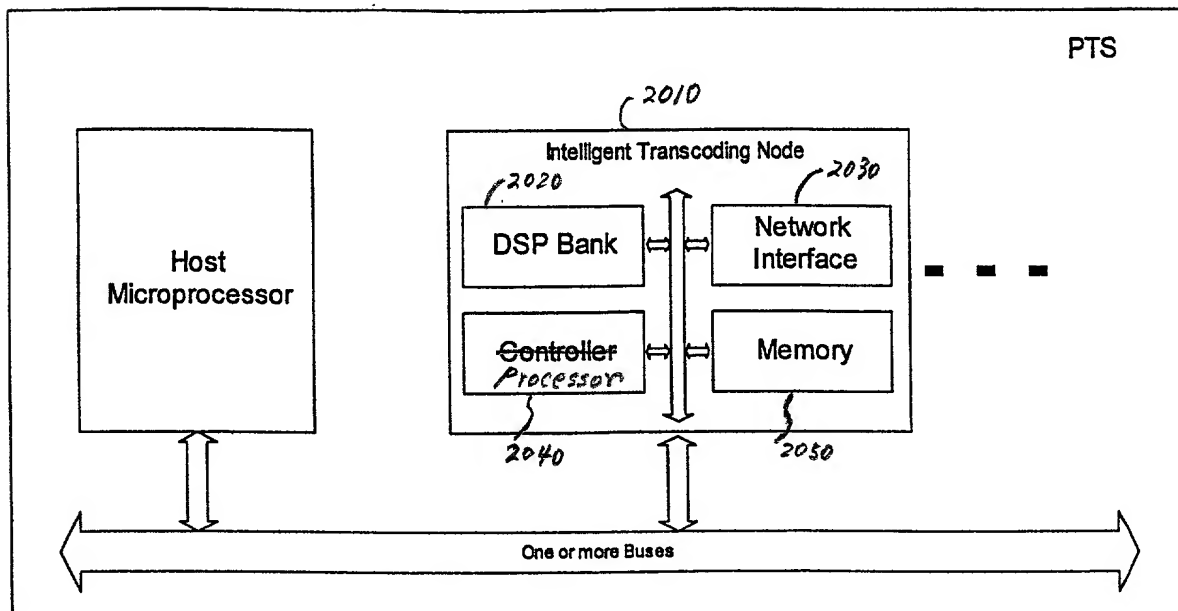 PTS
2010
Intelligent Transcoding Node
2020
2030
DSP Bank
Network
Interface
Host
Microprocessor
Controller
Processor
Memory
2040
2050
One or more Buses